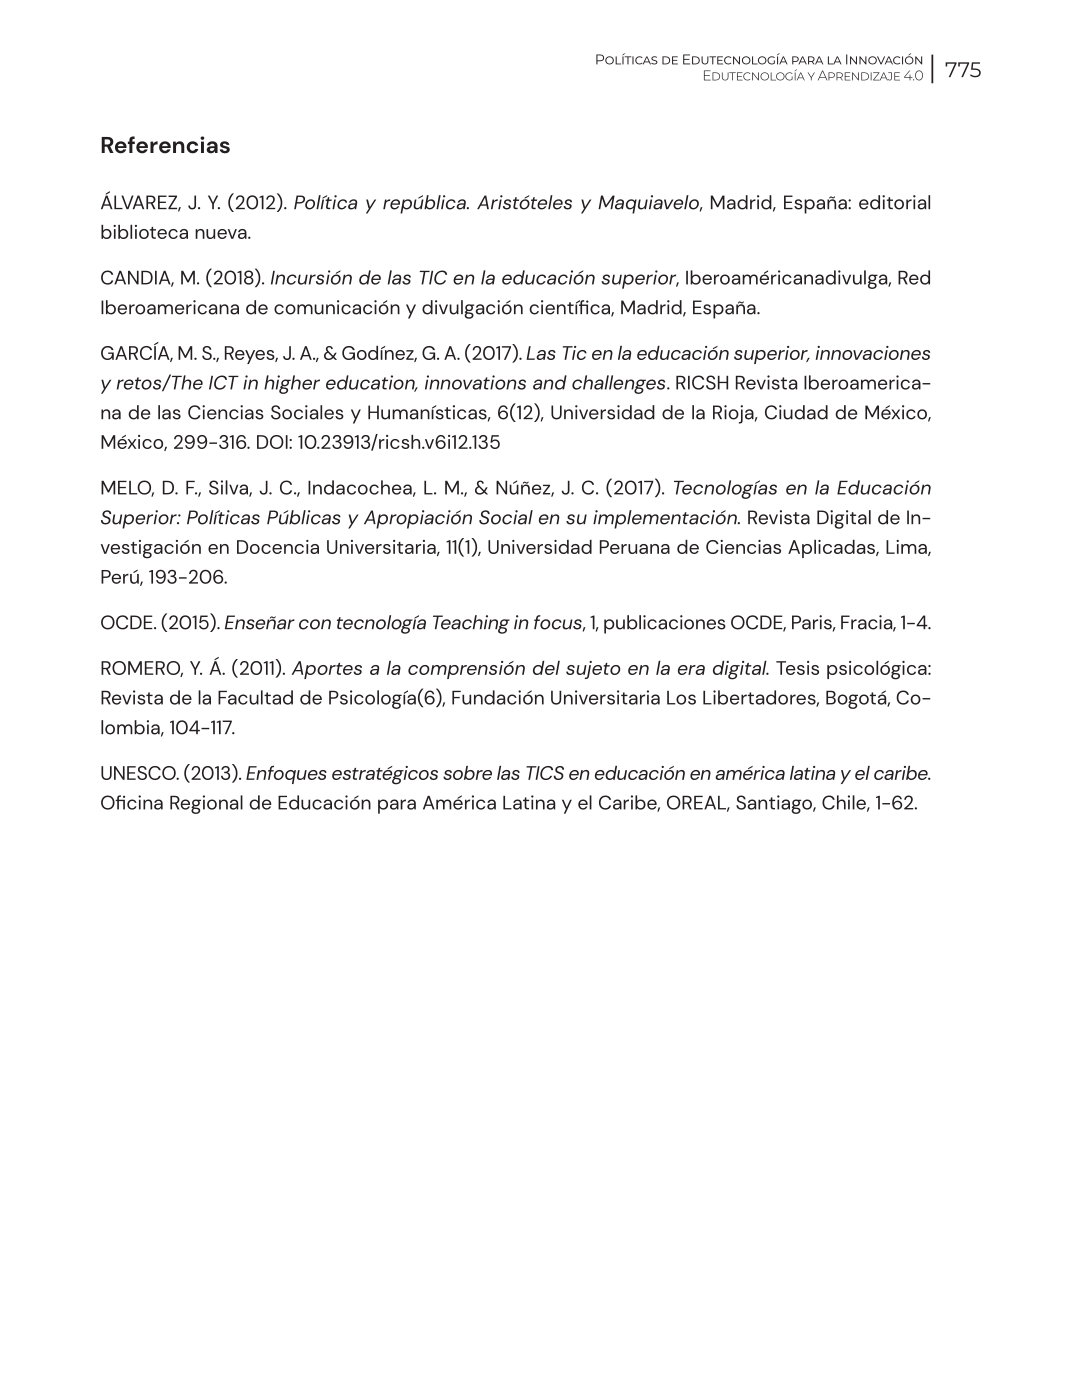 Políticas de Edutecnología para la Innovación
Edutecnología y Aprendizaje 4.0
775
Referencias
ÁLVAREZ, J. Y. (2012). Política y república. Aristóteles y Maquiavelo, Madrid, España: editorial
biblioteca nueva.
CANDIA, M. (2018). Incursión de las TIC en la educación superior, Iberoaméricanadivulga, Red
Iberoamericana de comunicación y divulgación científica, Madrid, España.
GARCÍA, M. S., Reyes, J. A., & Godínez, G. A. (2017). Las Tic en la educación superior, innovaciones
y retos/The ICT in higher education, innovations and challenges. RICSH Revista Iberoamerica-
na de las Ciencias Sociales y Humanísticas, 6(12), Universidad de la Rioja, Ciudad de México,
México, 299-316. DOI: 10.23913/ricsh.v6i12.135
MELO, D. F., Silva, J. C., Indacochea, L. M., & Núñez, J. C. (2017). Tecnologías en la Educación
Superior: Políticas Públicas y Apropiación Social en su implementación. Revista Digital de In-
vestigación en Docencia Universitaria, 11(1), Universidad Peruana de Ciencias Aplicadas, Lima,
Perú, 193-206.
OCDE. (2015). Enseñar con tecnología Teaching in focus, 1, publicaciones OCDE, Paris, Fracia, 1-4.
ROMERO, Y. Á. (2011). Aportes a la comprensión del sujeto en la era digital. Tesis psicológica:
Revista de la Facultad de Psicología(6), Fundación Universitaria Los Libertadores, Bogotá, Co-
lombia, 104-117.
UNESCO. (2013). Enfoques estratégicos sobre las TICS en educación en américa latina y el caribe.
Oficina Regional de Educación para América Latina y el Caribe, OREAL, Santiago, Chile, 1-62.